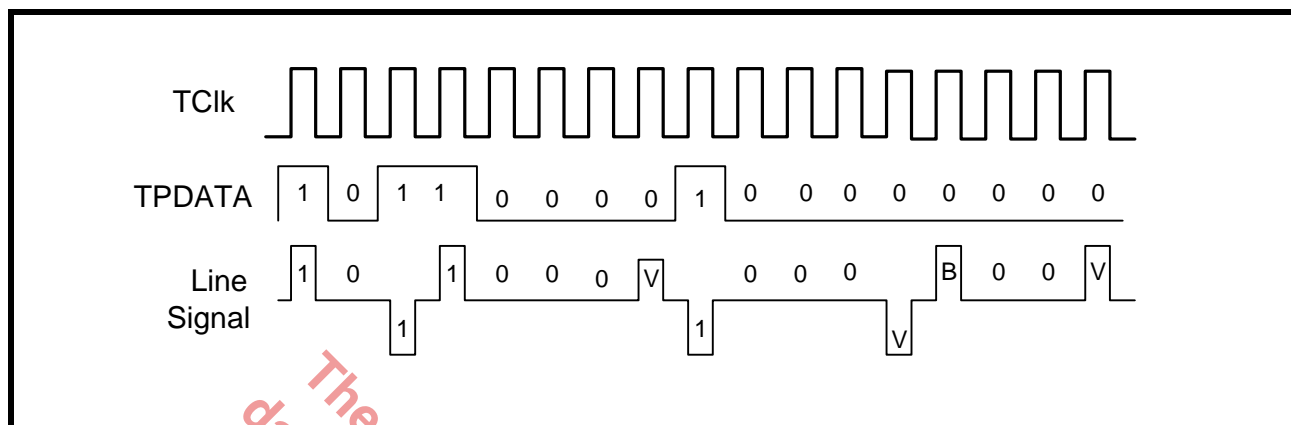 TClk
TPDATA 1 0 1 1 0 0 0 0 1 0 0 0 0 0 0 0 0
Line Signal 1 0 1 1 0 0 0 V 1 0 0 0 V B 0 0 V
The